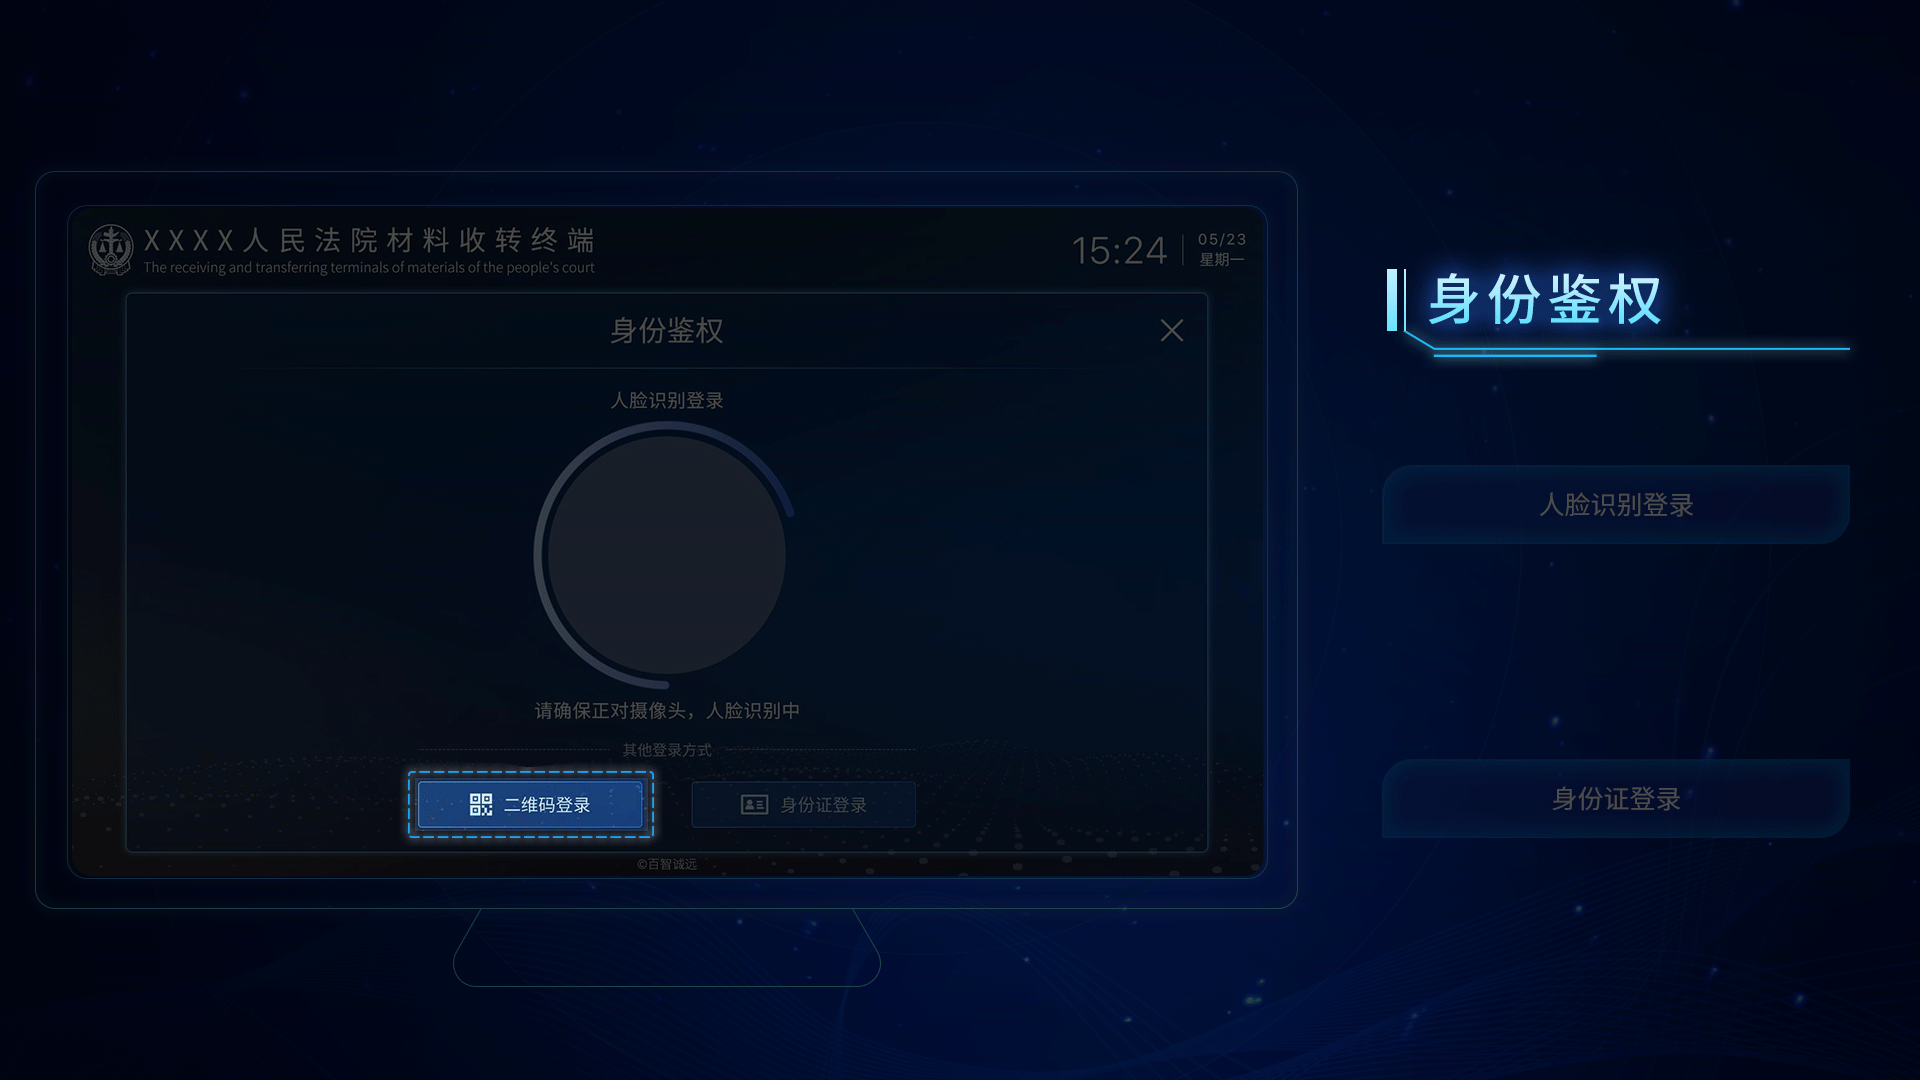 XXXX人民法院材料收转终端
The receiving and transferring terminals of materials of the people's court
15:24
05/23
星期一
身份鉴权
人脸识别登录
请确保正对摄像头，人脸识别中
其他登录方式
二维码登录
身份证登录
©百智诚远
身份鉴权
人脸识别登录
身份证登录